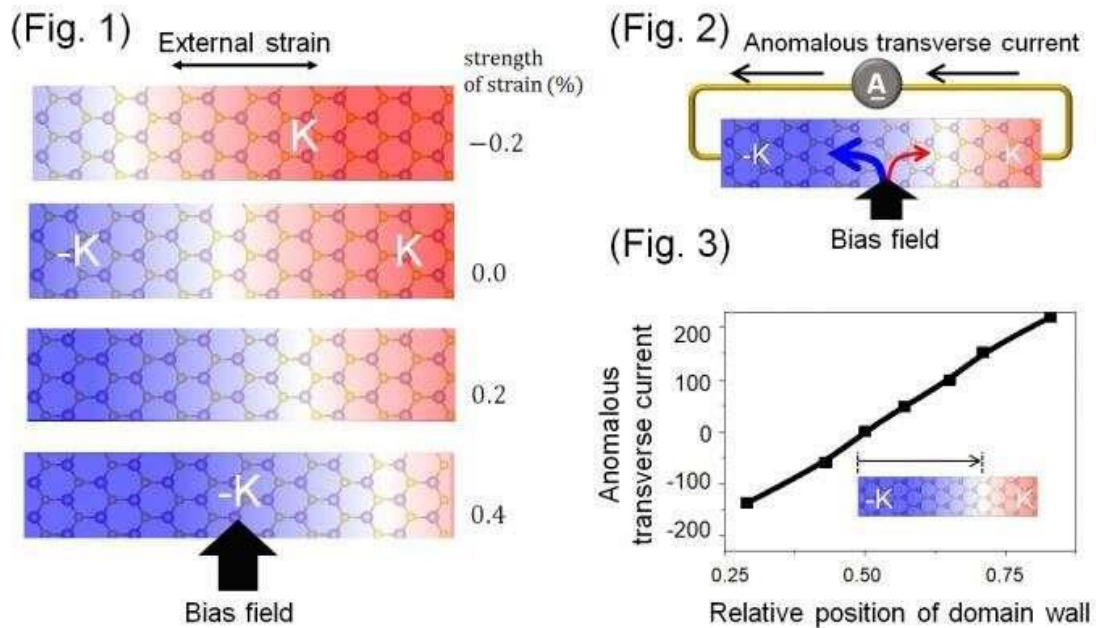 (Fig. 1)
External strain
strength
of strain (%)
K
−0.2
-K
K
0.0
0.2
-K
0.4
Bias field
(Fig. 2)
Anomalous transverse current
A
-K
K
Bias field
(Fig. 3)
Anomalous
transverse current
200
100
0
-100
-200
-K
K
0.25
0.50
0.75
Relative position of domain wall